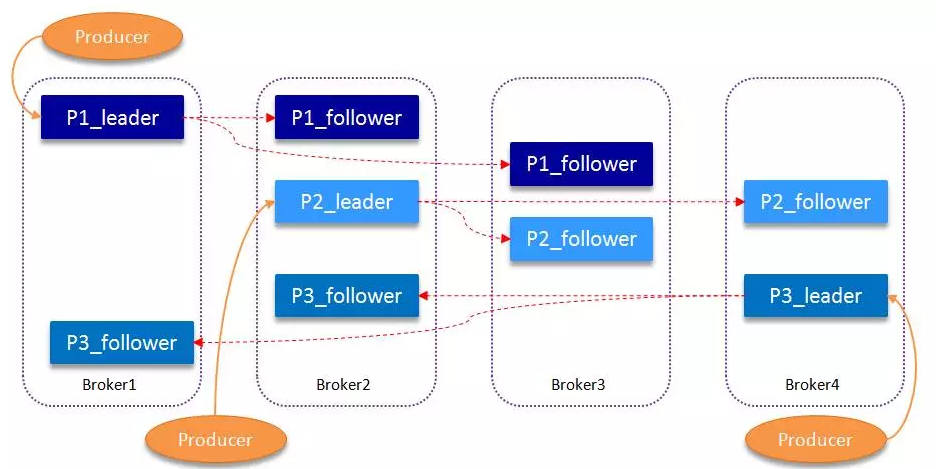 Producer
P1_leader
P1_follower
P1_follower
P2_leader
P2_follower
P2_follower
P3_follower
P3_leader
P3_follower
Broker1
Broker2
Broker3
Broker4
Producer
Producer